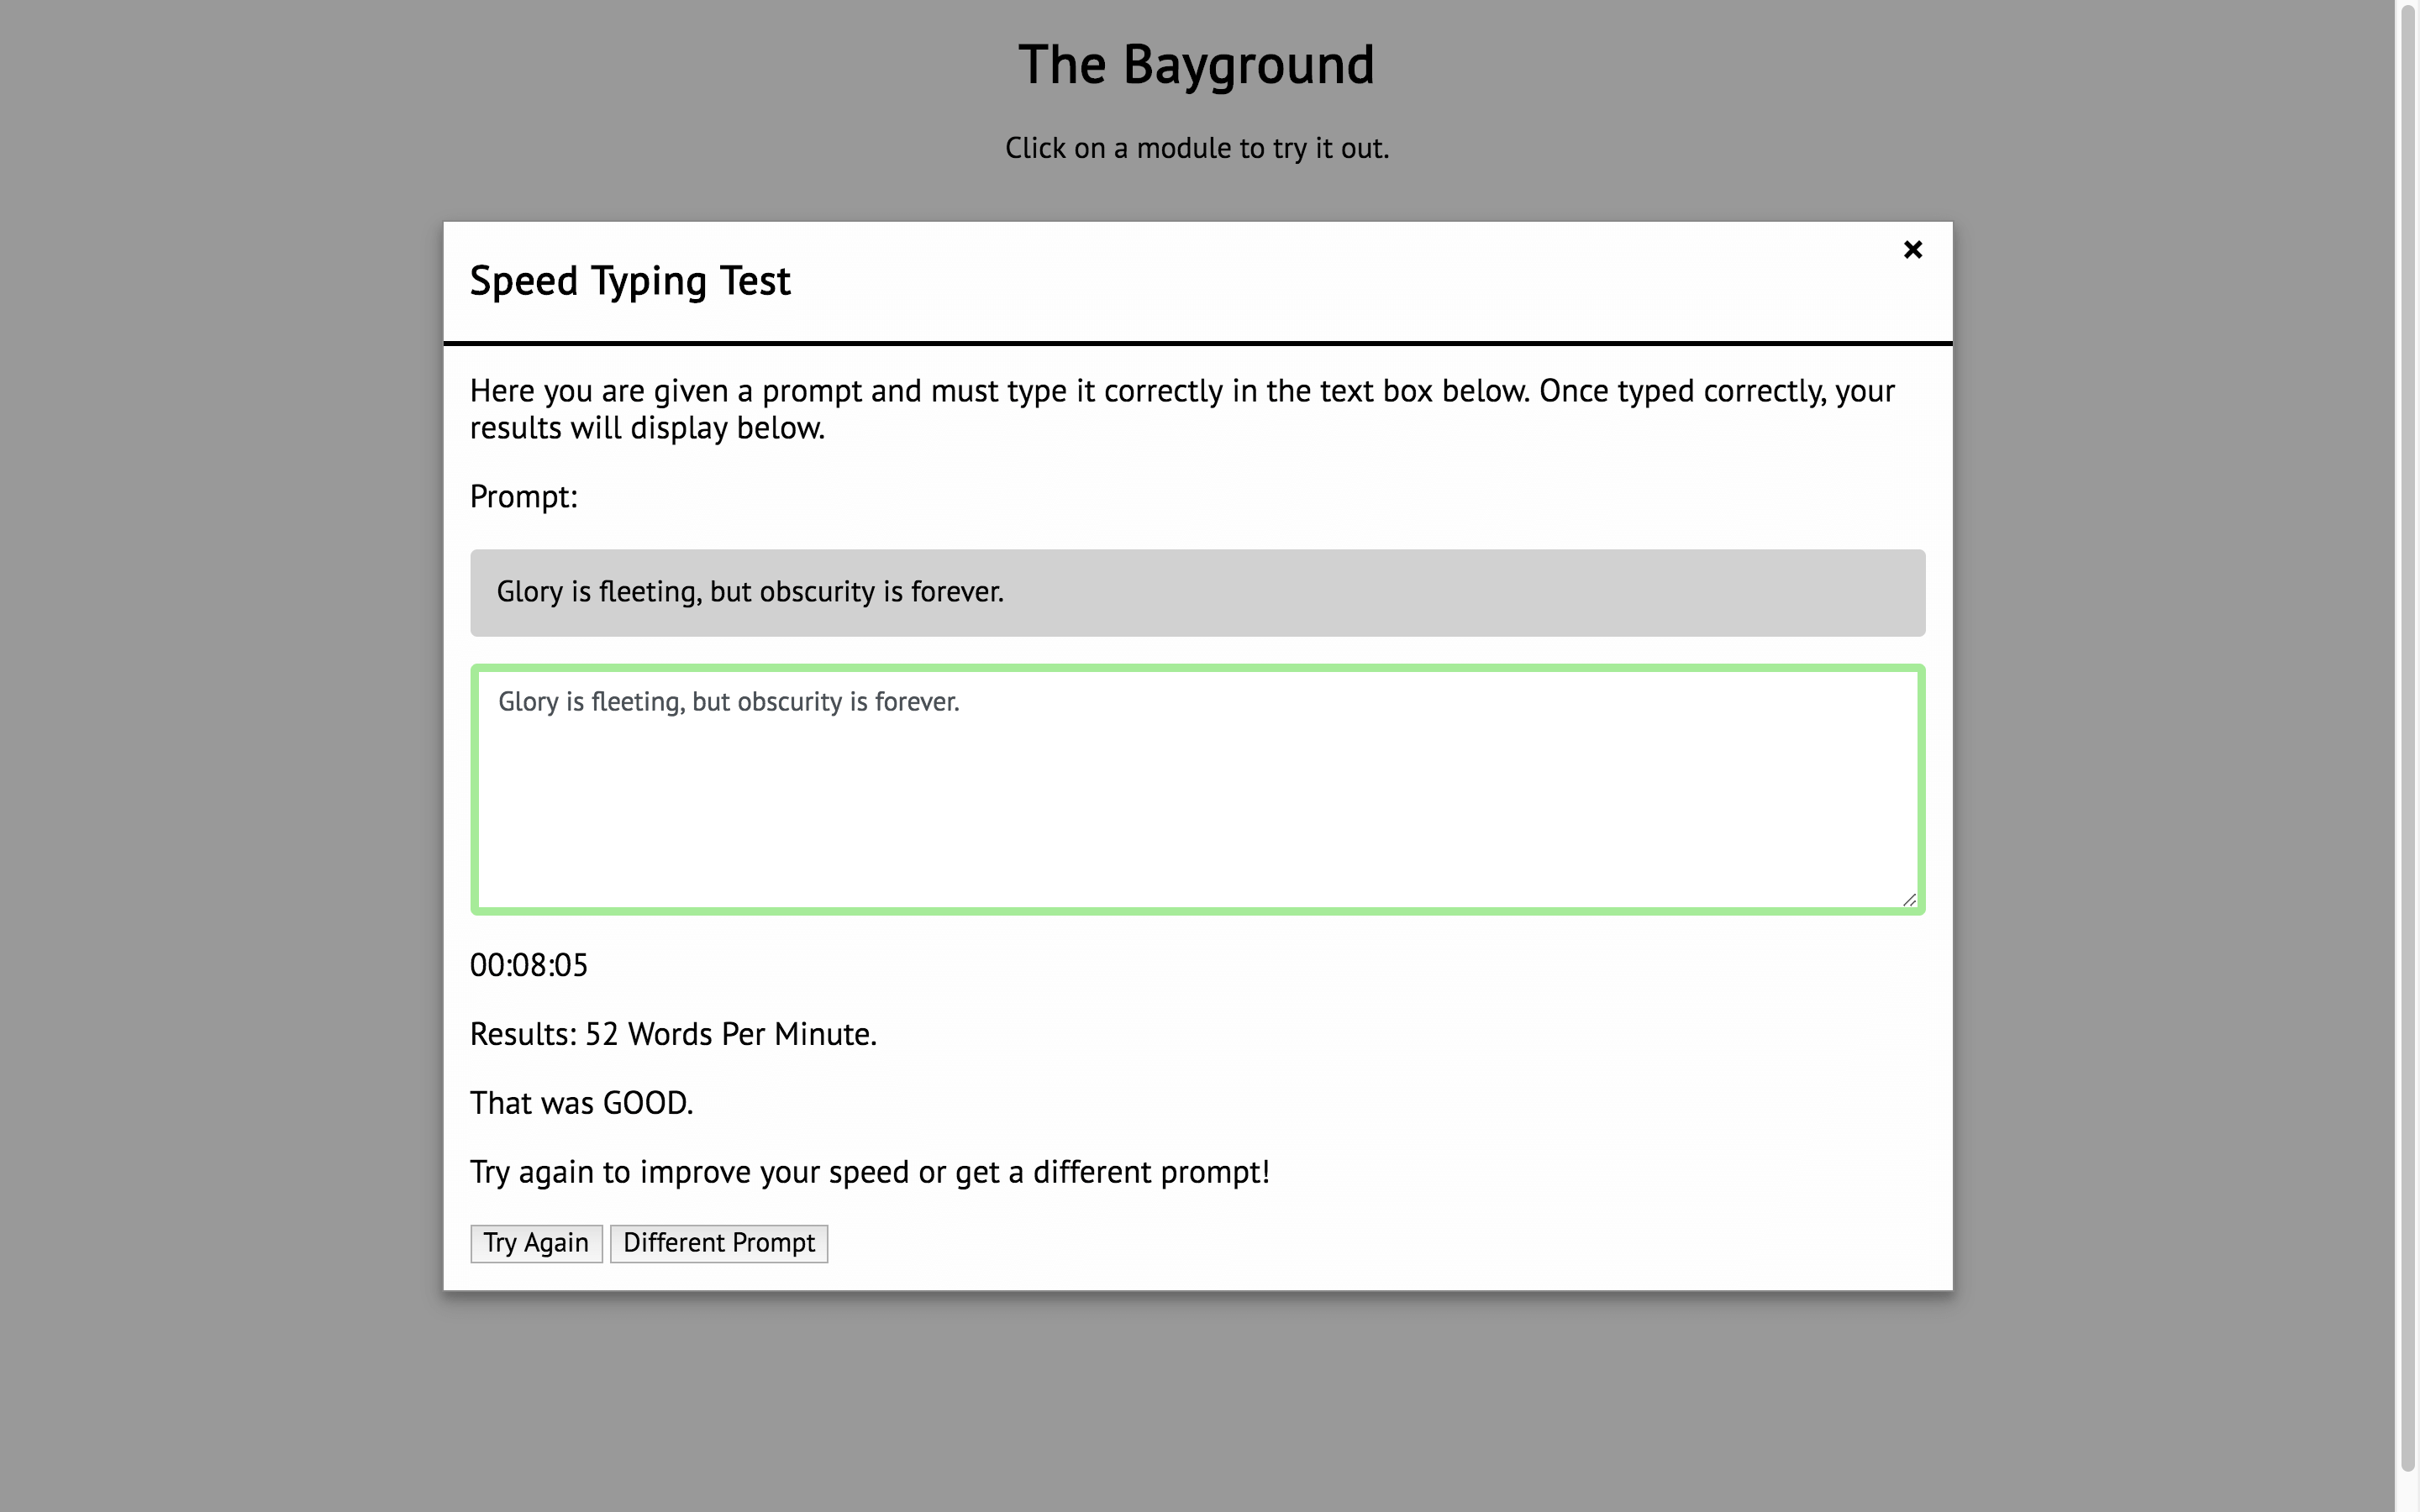 The Bayground
Click on a module to try it out.
Speed Typing Test
Here you are given a prompt and must type it correctly in the text box below. Once typed correctly, your
results will display below.
Prompt:
Glory is fleeting, but obscurity is forever.
Glory is fleeting, but obscurity is forever.
00:08:05
Results: 52 Words Per Minute.
That was GOOD.
Try again to improve your speed or get a different prompt!
Try Again Different Prompt